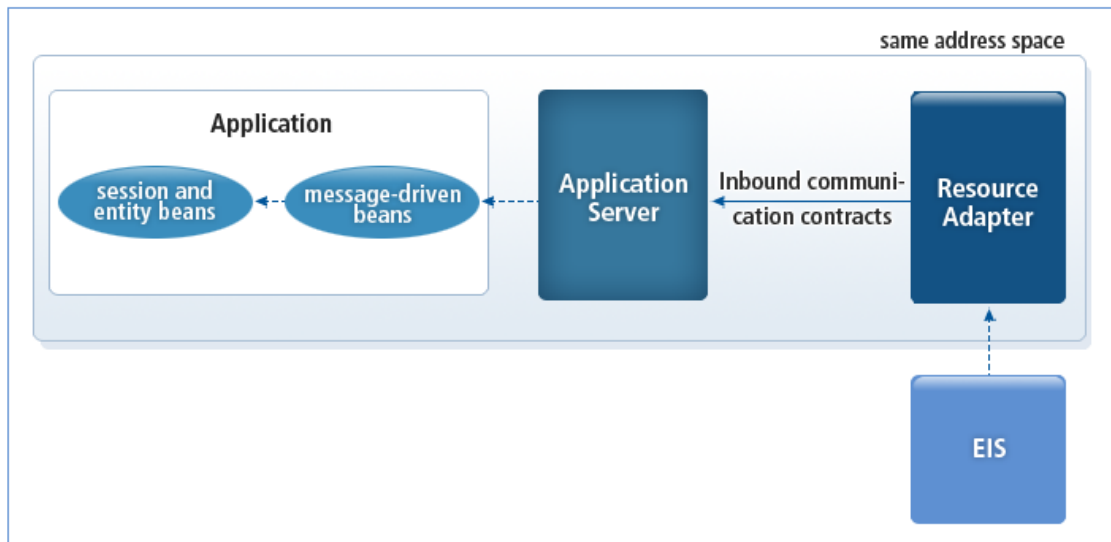 same address space
Application
session and
entity beans
message-driven
beans
Application
Server
Inbound communi-
cation contracts
Resource
Adapter
EIS